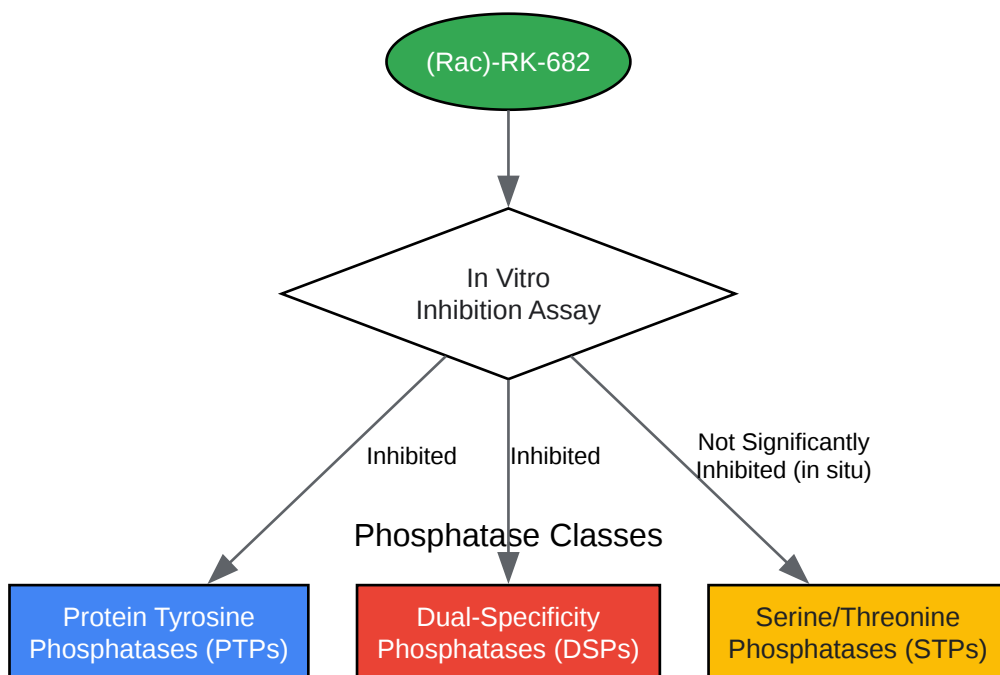 (Rac)-RK-682
In Vitro
Inhibition Assay
Inhibited
Inhibited
Not Significantly
Inhibited (in situ)
Phosphatase Classes
Protein Tyrosine
Phosphatases (PTPs)
Dual-Specificity
Phosphatases (DSPs)
Serine/Threonine
Phosphatases (STPs)